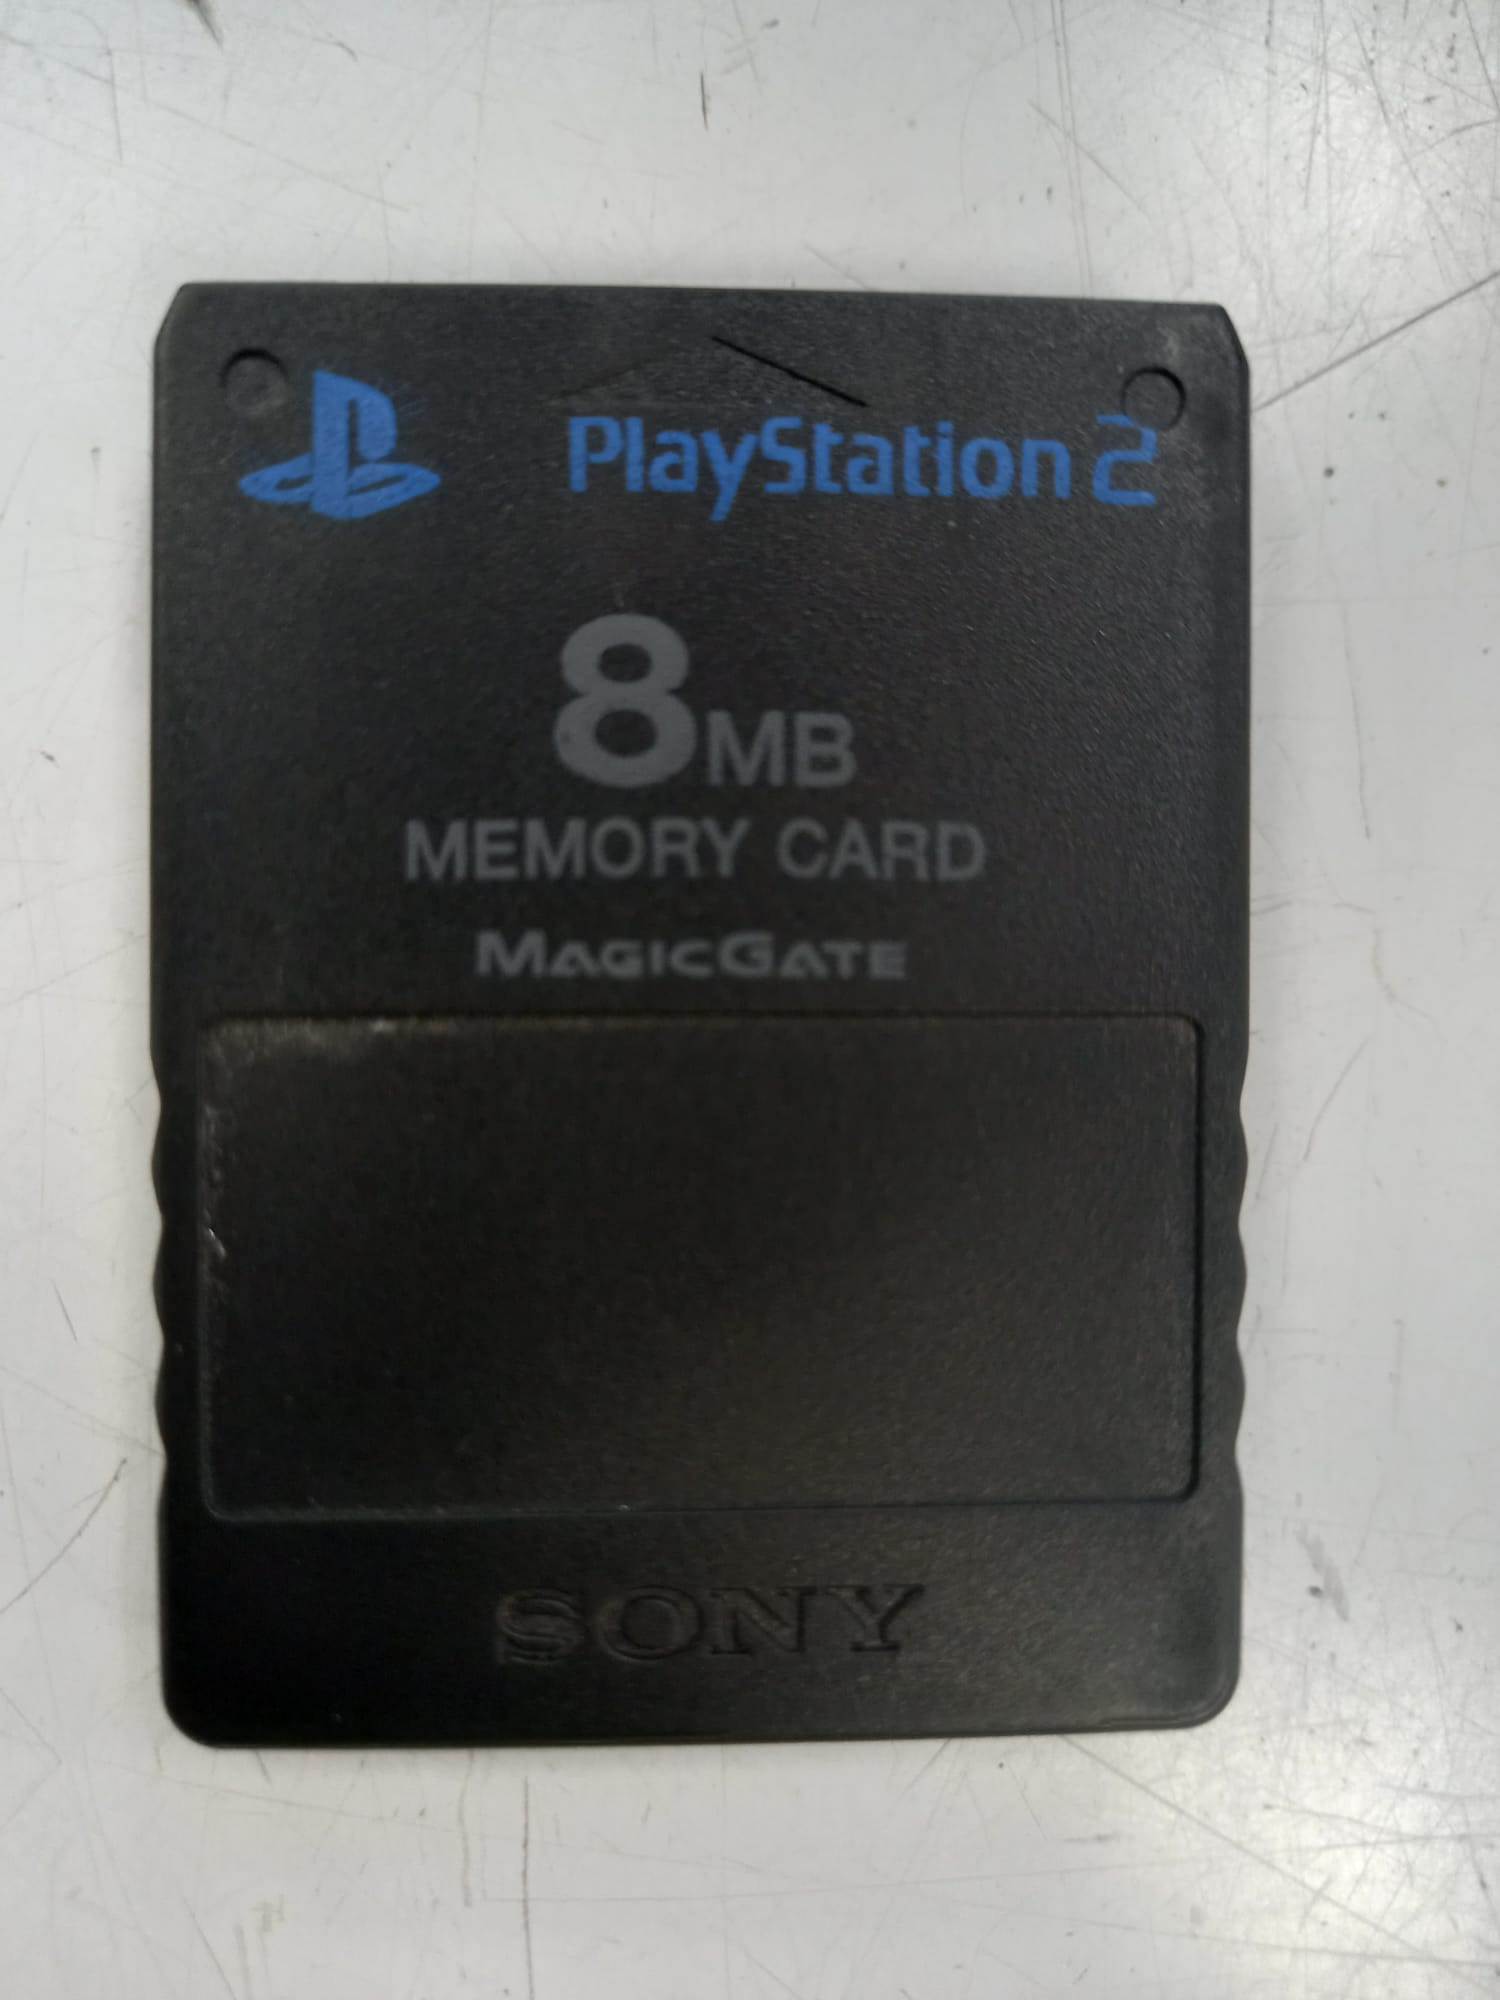 PlayStation 2
8MB
MEMORY CARD
MAGICGATE
SONY